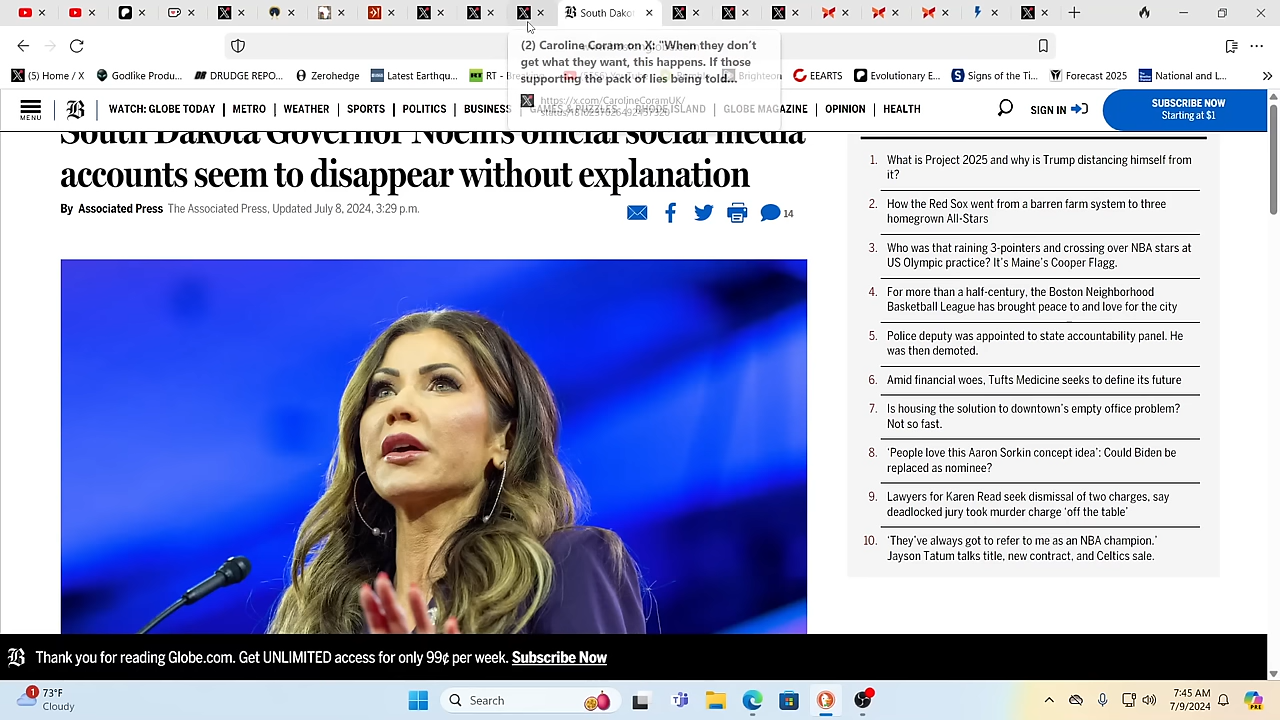 South Dako
(2) Caroline Coram on X: "When they don't
get what they want, this happens. If those
supporting the pack of lies being told...
https://x.com/CarolineCoramUK/
(5) Home / X
Godlike Produ...
DRUDGE REPO...
Zerohedge
Latest Earthqu...
RT - Br
Brighteon
EEARTS
Evolutionary E...
Signs of the Ti...
Forecast 2025
National and L...
MENU
B
WATCH: GLOBE TODAY
METRO
WEATHER
SPORTS
POLITICS
BUSINESS
GAMES & PUZZLES
RHODE ISLAND
GLOBE MAGAZINE
OPINION
HEALTH
SIGN IN
SUBSCRIBE NOW
Starting at $1
South Dakota Governor Noem's official social media
accounts seem to disappear without explanation
By Associated Press The Associated Press, Updated July 8, 2024, 3:29 p.m.
14
1. What is Project 2025 and why is Trump distancing himself from
it?
2. How the Red Sox went from a barren farm system to three
homegrown All-Stars
3. Who was that raining 3-pointers and crossing over NBA stars at
US Olympic practice? It's Maine's Cooper Flagg.
4. For more than a half-century, the Boston Neighborhood
Basketball League has brought peace to and love for the city
5. Police deputy was appointed to state accountability panel. He
was then demoted.
6. Amid financial woes, Tufts Medicine seeks to define its future
7. Is housing the solution to downtown's empty office problem?
Not so fast.
8. 'People love this Aaron Sorkin concept idea': Could Biden be
replaced as nominee?
9. Lawyers for Karen Read seek dismissal of two charges, say
deadlocked jury took murder charge 'off the table'
10. 'They've always got to refer to me as an NBA champion.'
Jayson Tatum talks title, new contract, and Celtics sale.
B Thank you for reading Globe.com. Get UNLIMITED access for only 99¢ per week. Subscribe Now
1
73°F
Cloudy
Search
7:45 AM
7/9/2024
PRE